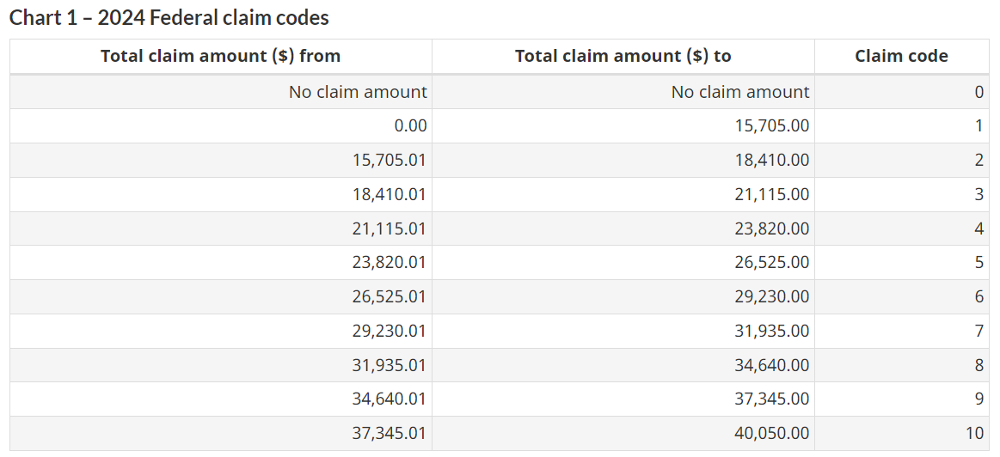 Chart 1 – 2024 Federal claim codes
Total claim amount ($) from Total claim amount ($) to Claim code
No claim amount No claim amount 0
0.00 15,705.00 1
15,705.01 18,410.00 2
18,410.01 21,115.00 3
21,115.01 23,820.00 4
23,820.01 26,525.00 5
26,525.01 29,230.00 6
29,230.01 31,935.00 7
31,935.01 34,640.00 8
34,640.01 37,345.00 9
37,345.01 40,050.00 10